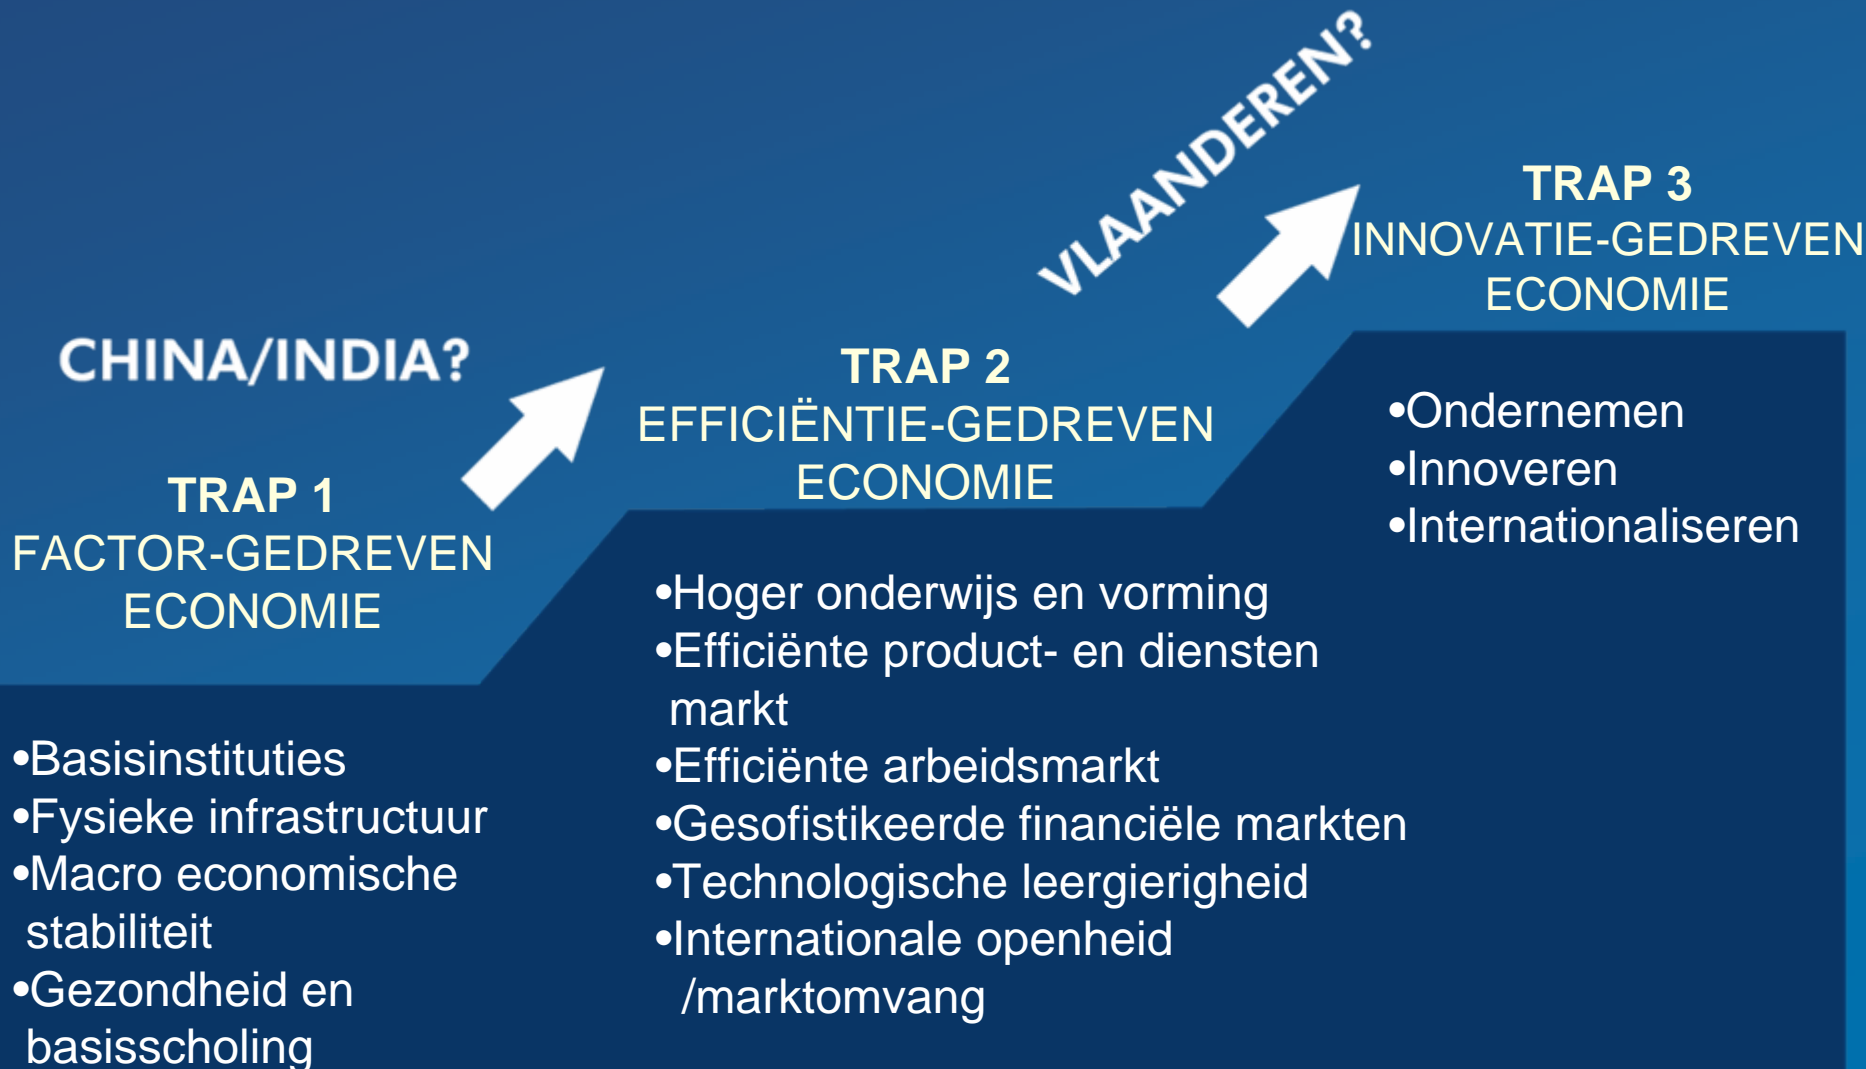 CHINA/INDIA?
TRAP 1
FACTOR-GEDREVEN
ECONOMIE
•Basisinstituties
•Fysieke infrastructuur
•Macro economische
stabiliteit
•Gezondheid en
basisscholing
TRAP 2
EFFICIËNTIE-GEDREVEN
ECONOMIE
•Hoger onderwijs en vorming
•Efficiënte product- en diensten
markt
•Efficiënte arbeidsmarkt
•Gesofistikeerde financiële markten
•Technologische leergierigheid
•Internationale openheid
/marktomvang
VLAANDEREN?
TRAP 3
INNOVATIE-GEDREVEN
ECONOMIE
•Ondernemen
•Innoveren
•Internationaliseren